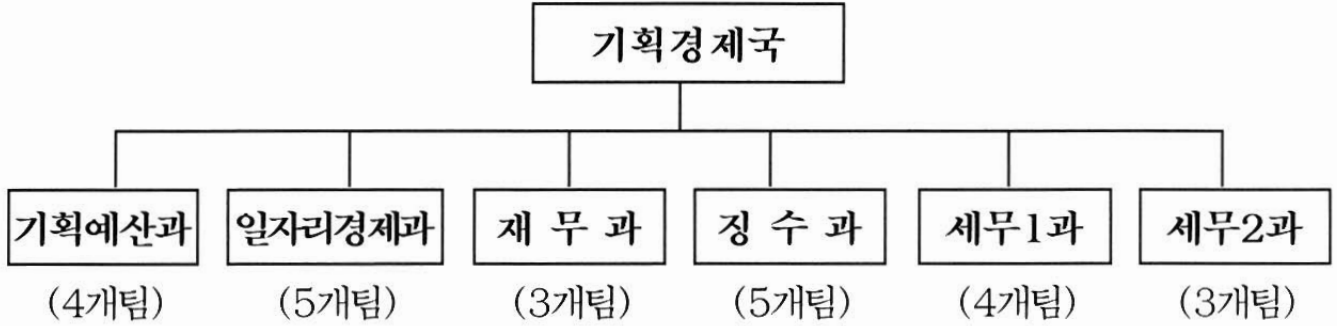 기획경제국
기획예산과 일자리경제과 재 무 과 징 수 과 세무1과 세무2과
(4개팀) (5개팀) (3개팀) (5개팀) (4개팀) (3개팀)